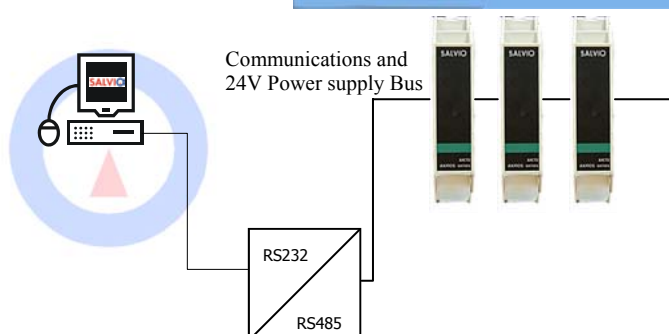 SALVIO
Communications and
24V Power supply Bus
SALVIO
SALVIO
SALVIO
RS232
RS485